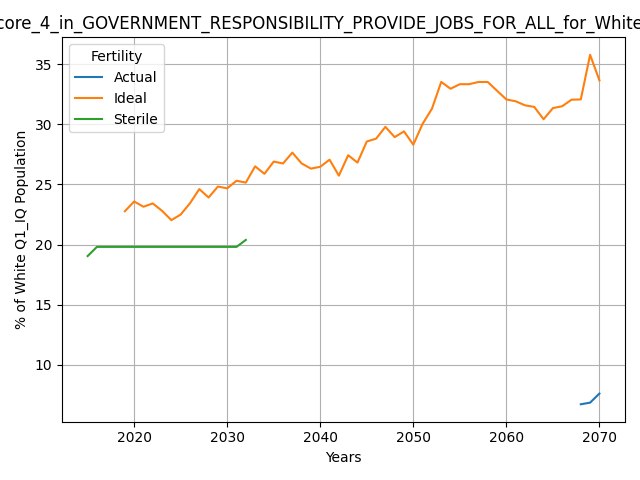 core_4_in_GOVERNMENT_RESPONSIBILITY_PROVIDE_JOBS_FOR_ALL_for_White
Fertility
Actual
Ideal
Sterile
% of White Q1_IQ Population
35
30
25
20
15
10
2020 2030 2040 2050 2060 2070
Years